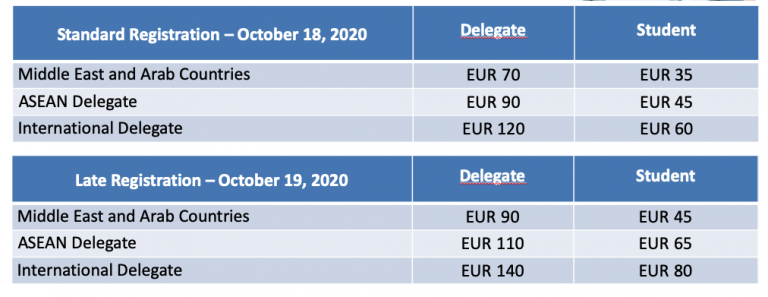 Standard Registration – October 18, 2020 Delegate Student
Middle East and Arab Countries EUR 70 EUR 35
ASEAN Delegate EUR 90 EUR 45
International Delegate EUR 120 EUR 60
Late Registration – October 19, 2020 Delegate Student
Middle East and Arab Countries EUR 90 EUR 45
ASEAN Delegate EUR 110 EUR 65
International Delegate EUR 140 EUR 80